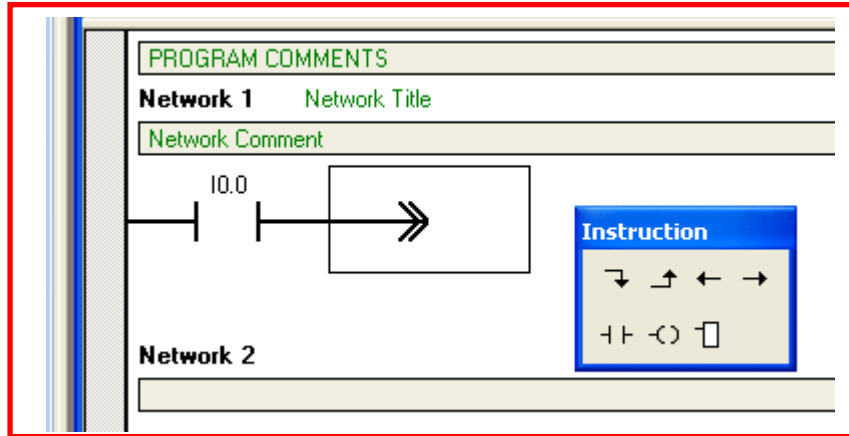 PROGRAM COMMENTS
Network 1 Network Title
Network Comment
I0.0
Instruction
Network 2